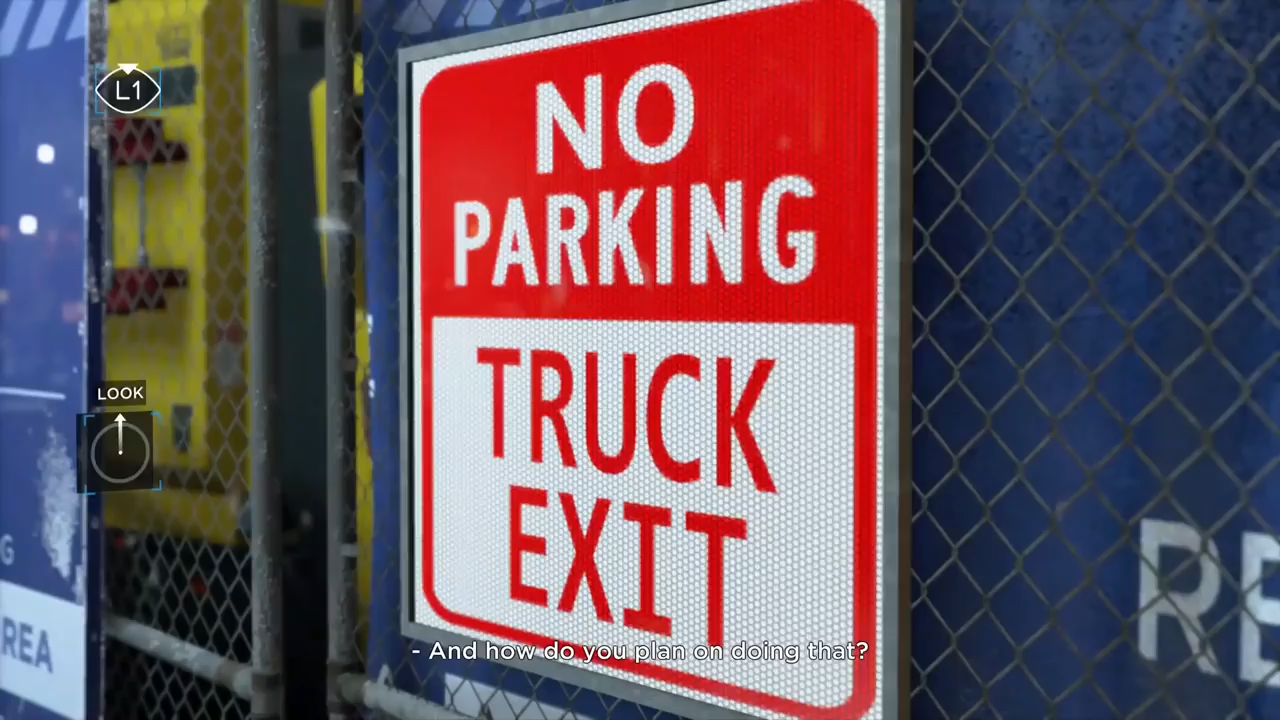 L1
NO
PARKING
TRUCK
EXIT
LOOK
G
REA
RE
- And how do you plan on doing that?